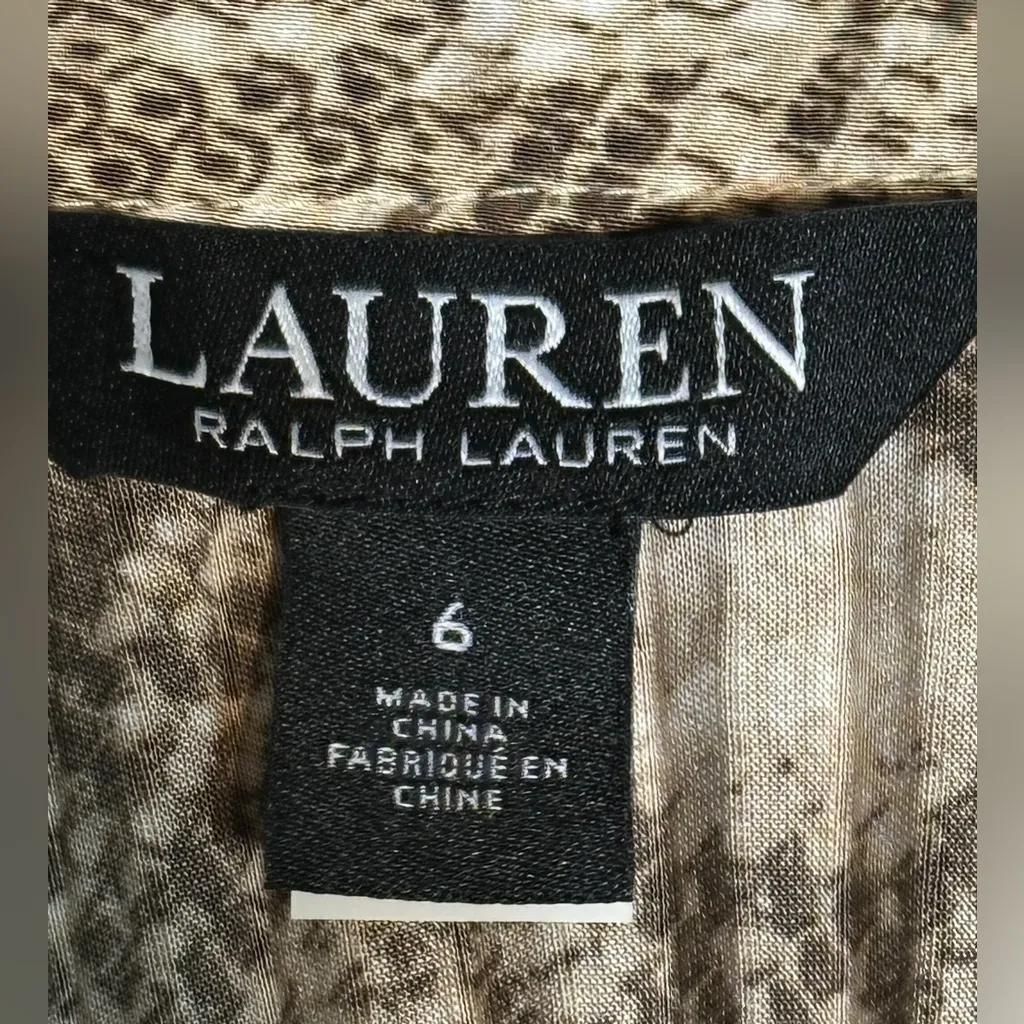 LAUREN
RALPH LAUREN
6
MADE IN
CHINA
FABRIQUÉ EN
CHINE